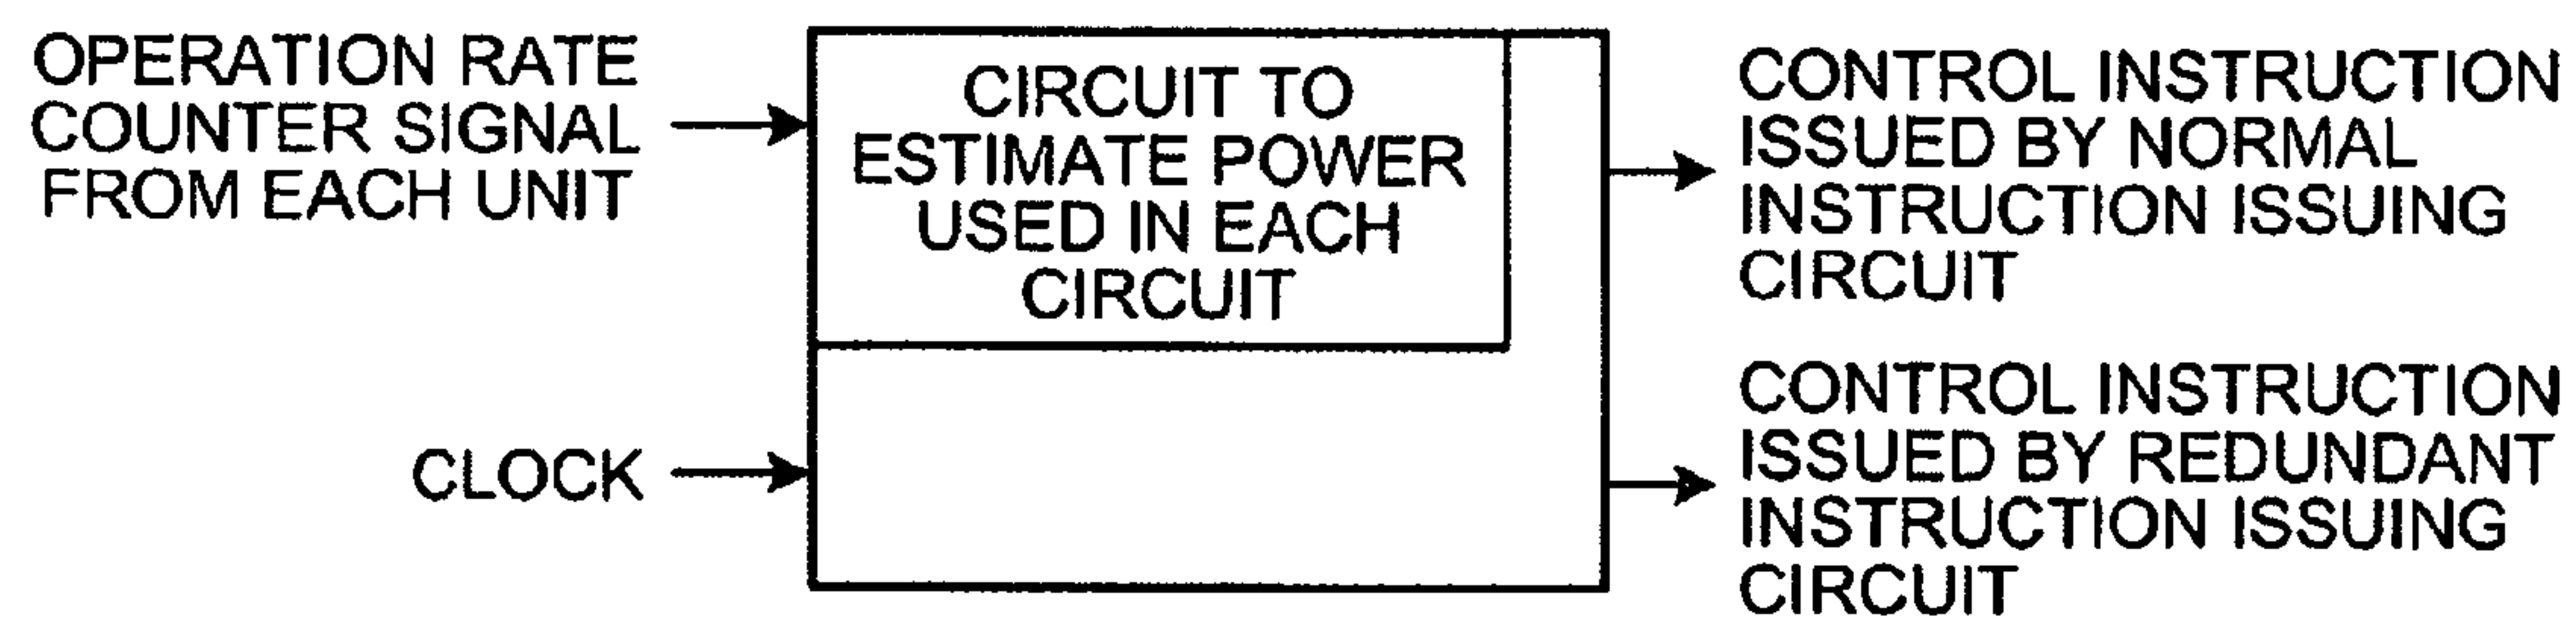 OPERATION RATE
COUNTER SIGNAL
FROM EACH UNIT
CLOCK
CIRCUIT TO
ESTIMATE POWER
USED IN EACH
CIRCUIT
CONTROL INSTRUCTION
ISSUED BY NORMAL
INSTRUCTION ISSUING
CIRCUIT
CONTROL INSTRUCTION
ISSUED BY REDUNDANT
INSTRUCTION ISSUING
CIRCUIT